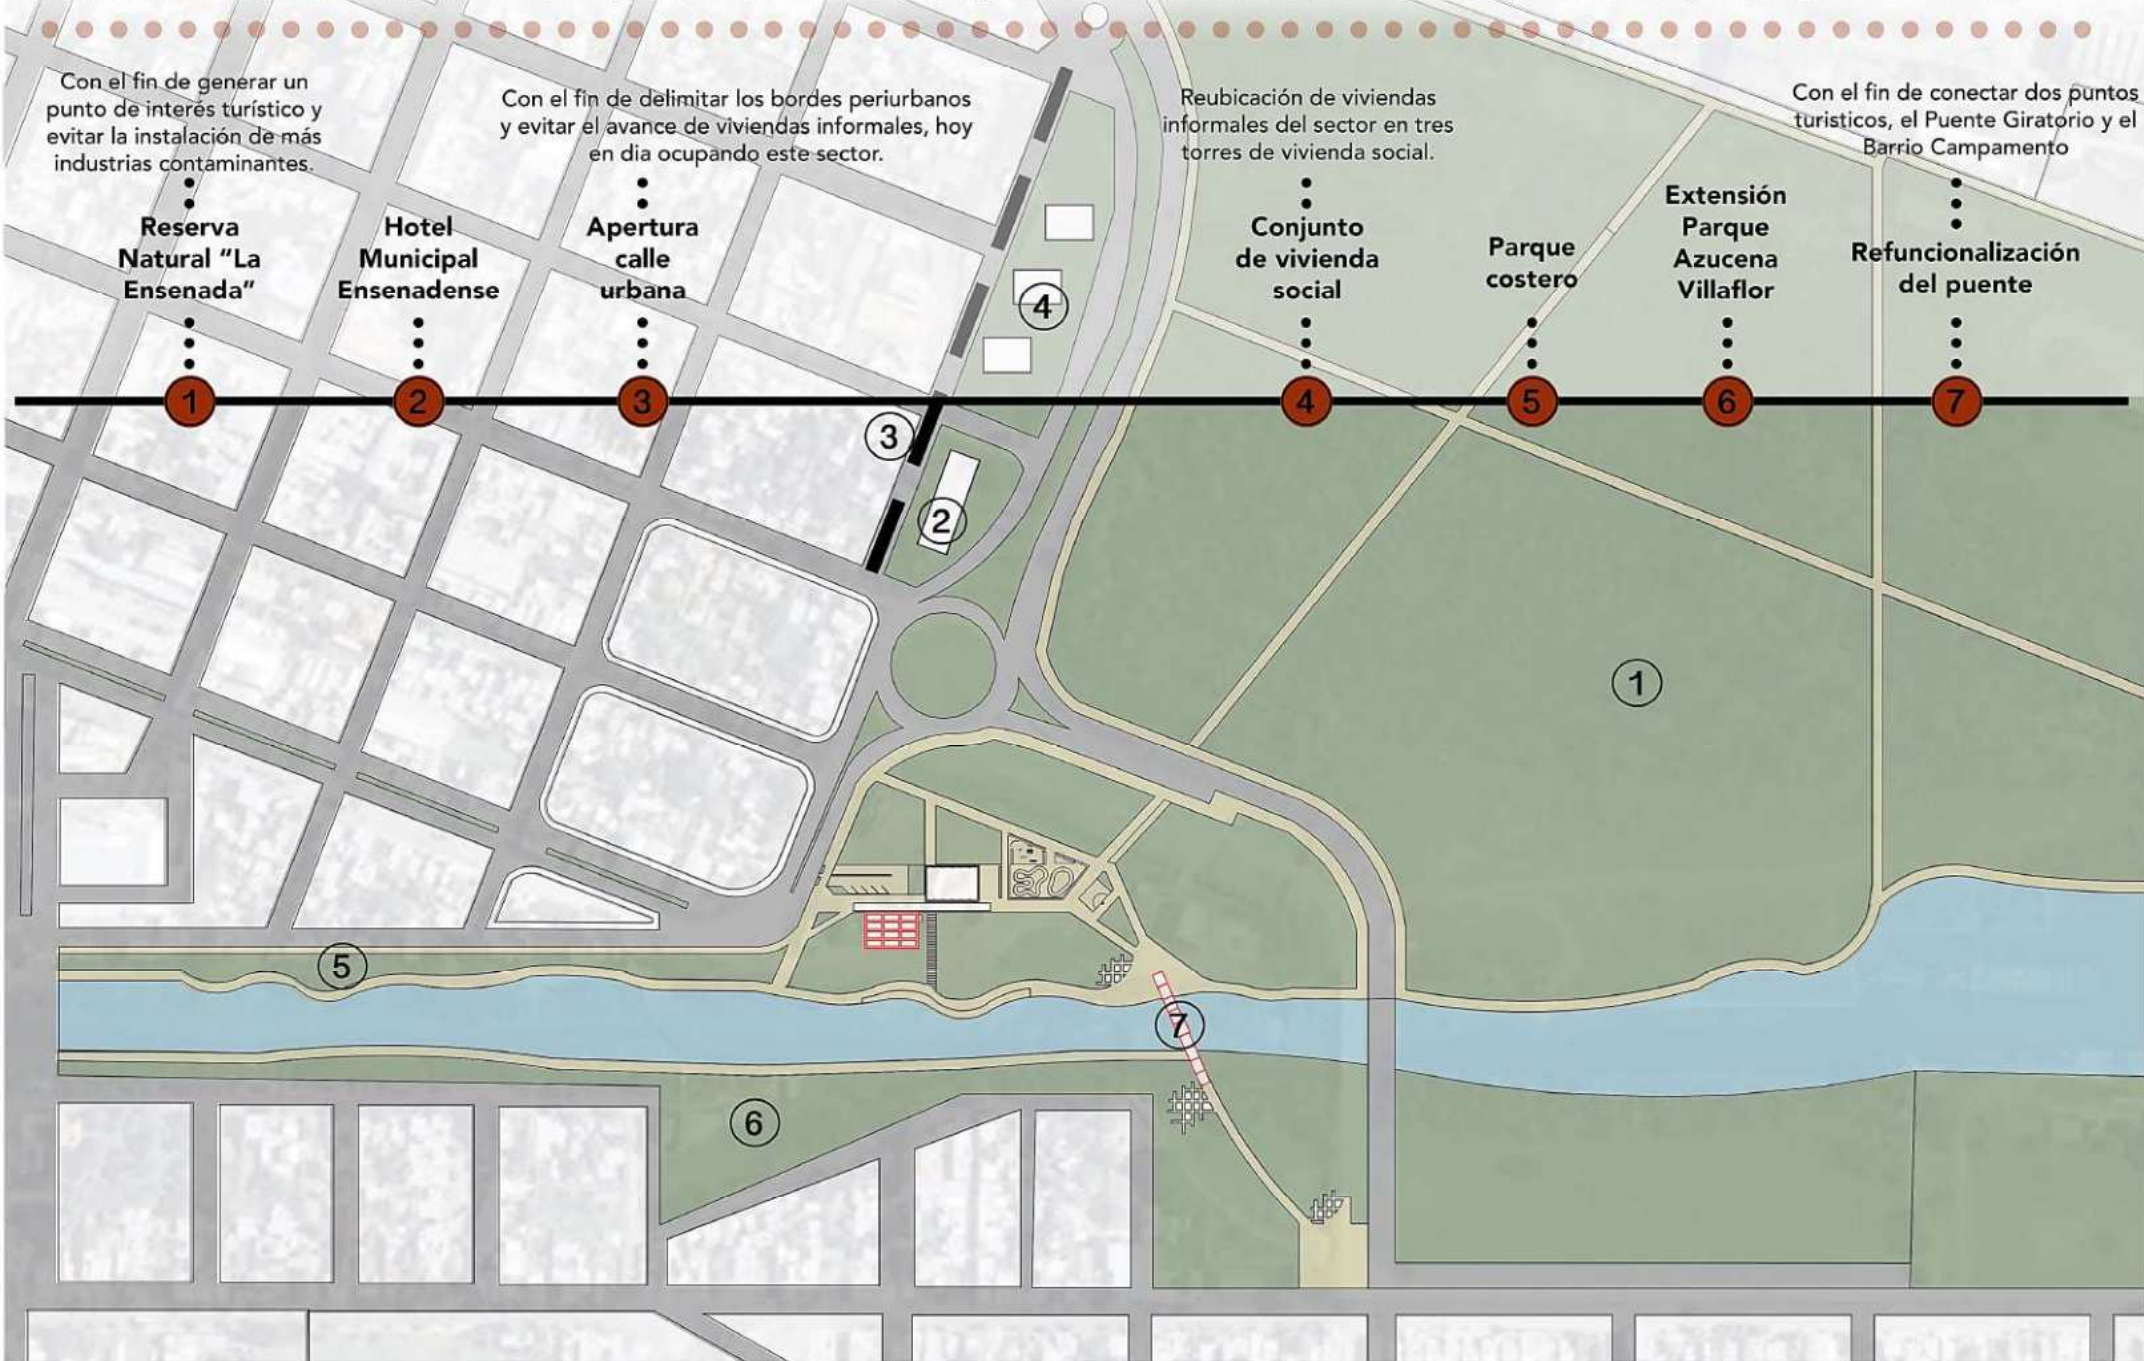 Con el fin de generar un
punto de interés turístico y
evitar la instalación de más
industrias contaminantes.
Reserva
Natural “La
Ensenada”
1
Hotel
Municipal
Ensenadense
2
Con el fin de delimitar los bordes periurbanos
y evitar el avance de viviendas informales, hoy
en dia ocupando este sector.
Apertura
calle
urbana
3
Reubicación de viviendas
informales del sector en tres
torres de vivienda social.
Conjunto
de vivienda
social
4
Parque
costero
5
Extensión
Parque
Azucena
Villaflor
6
Con el fin de conectar dos puntos
turisticos, el Puente Giratorio y el
Barrio Campamento
Refuncionalización
del puente
7
4
3
2
1
5
7
6